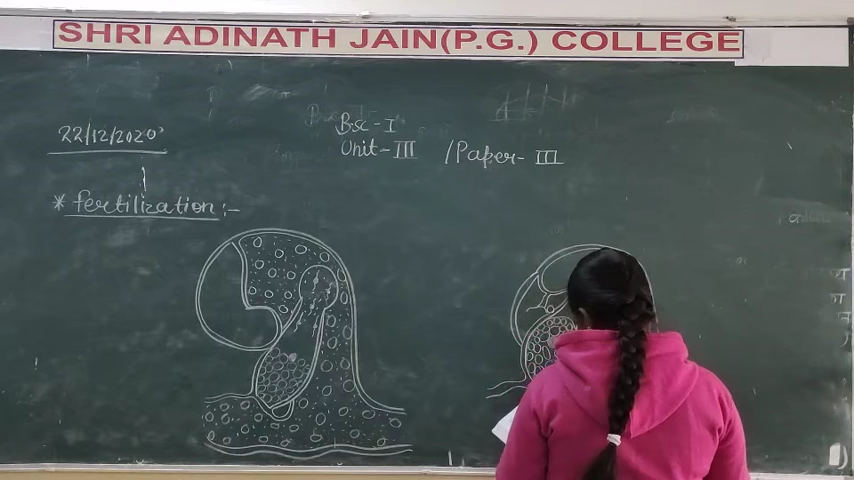 SHRI ADINATH JAIN(P.G.) COLLEGE
22/12/2020
Bsc-I
Unit-III /Paper-III
* fertilization:-